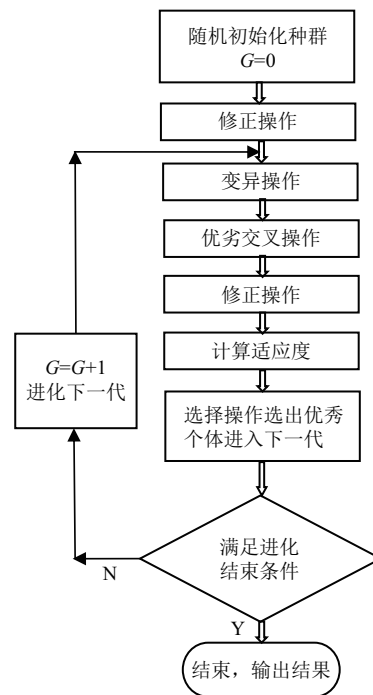 随机初始化种群
G=0
修正操作
变异操作
优劣交叉操作
修正操作
计算适应度
G=G+1
进化下一代
选择操作选出优秀
个体进入下一代
满足进化
结束条件
N
Y
结束，输出结果